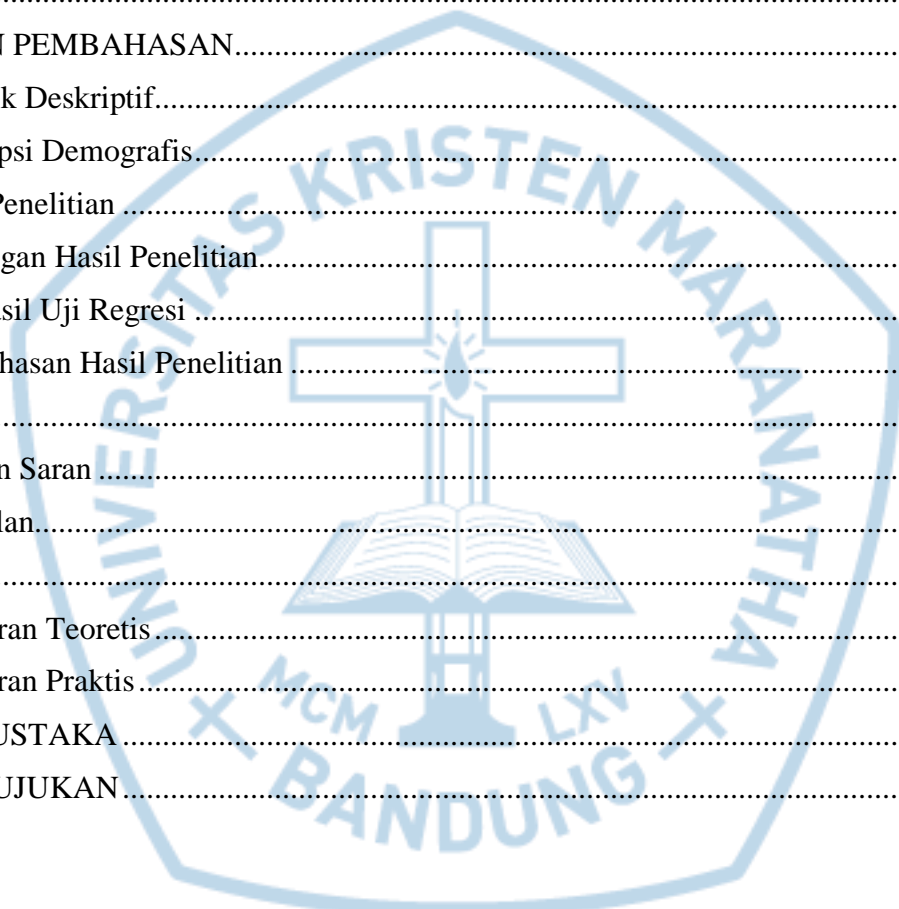 N PEMBAHASAN
k Deskriptif
psi Demografis
Penelitian
gan Hasil Penelitian
sil Uji Regresi
hasan Hasil Penelitian
n Saran
lan
ran Teoretis
ran Praktis
USTAKA
UJUKAN
UNIVERSITAS KRISTEN MARANATHA
MCM LXV
BANDUNG